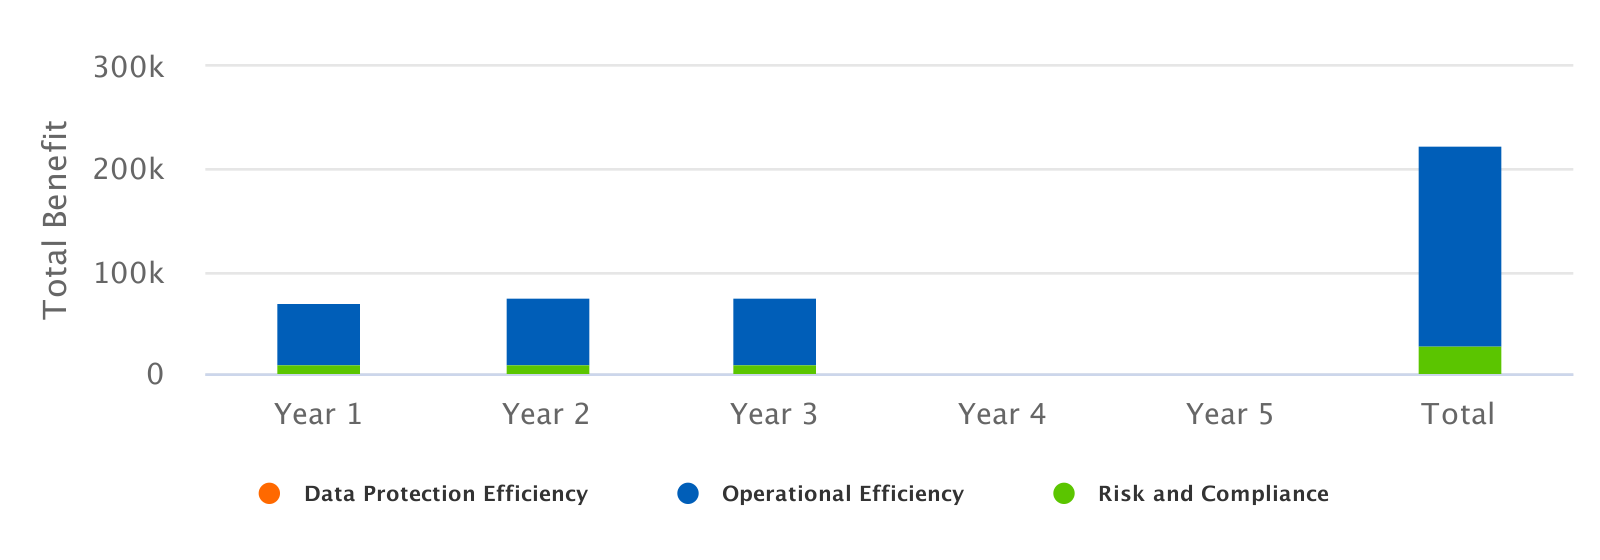 Total Benefit
300k
200k
100k
0
Year 1 Year 2 Year 3 Year 4 Year 5 Total
Data Protection Efficiency Operational Efficiency Risk and Compliance